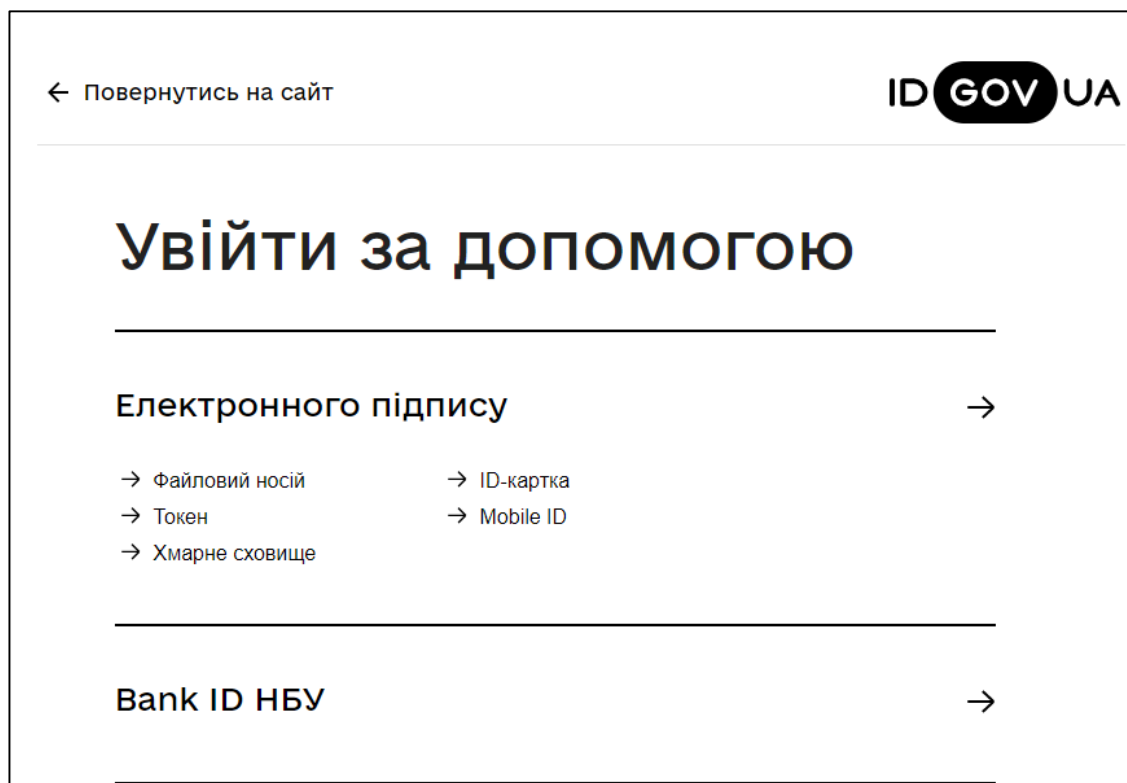 ← Повернутись на сайт
ID GOV UA
Увійти за допомогою
Електронного підпису →
→ Файловий носій → ID-картка
→ Токен → Mobile ID
→ Хмарне сховище
Bank ID НБУ →